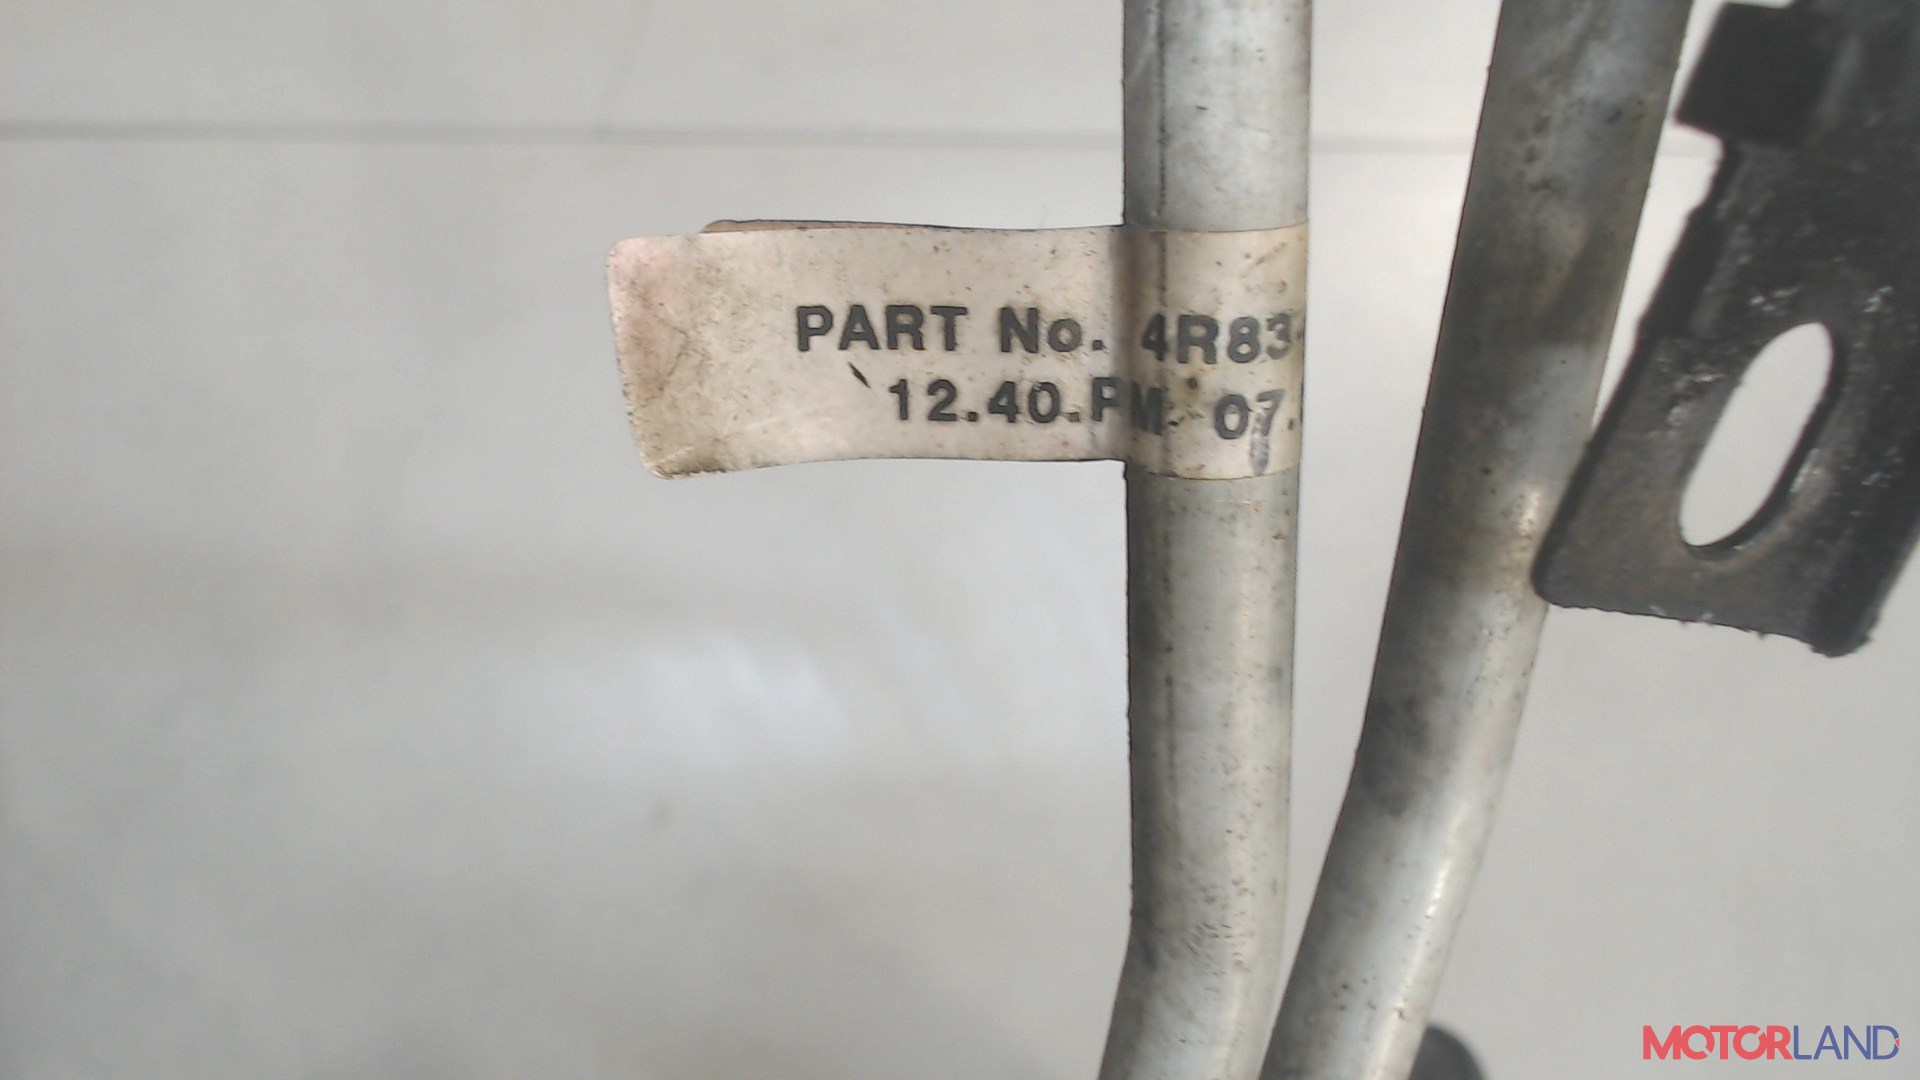 PART No. 4R83-
12.40.PM. 07.
MOTORLAND